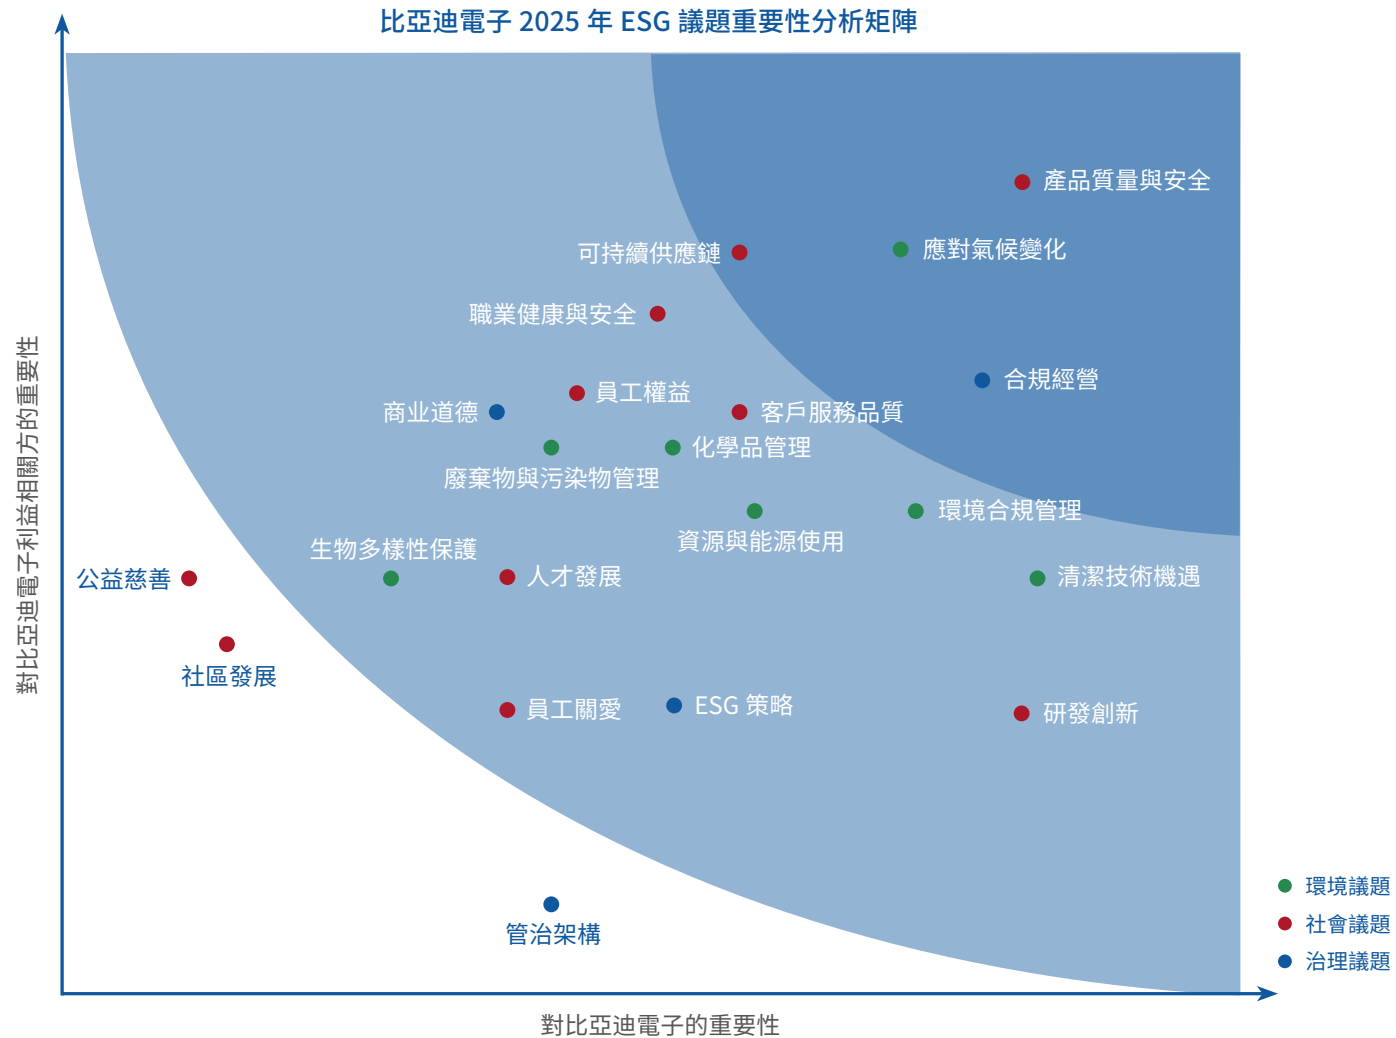 比亞迪電子 2025 年 ESG 議題重要性分析矩陣
對比亞迪電子利益相關方的重要性
產品質量與安全
可持續供應鏈
應對氣候變化
職業健康與安全
合規經營
員工權益
商业道德
客戶服務品質
化學品管理
廢棄物與污染物管理
環境合規管理
資源與能源使用
生物多樣性保護
公益慈善
人才發展
清潔技術機遇
社區發展
員工關愛
ESG 策略
研發創新
管治架構
環境議題
社會議題
治理議題
對比亞迪電子的重要性